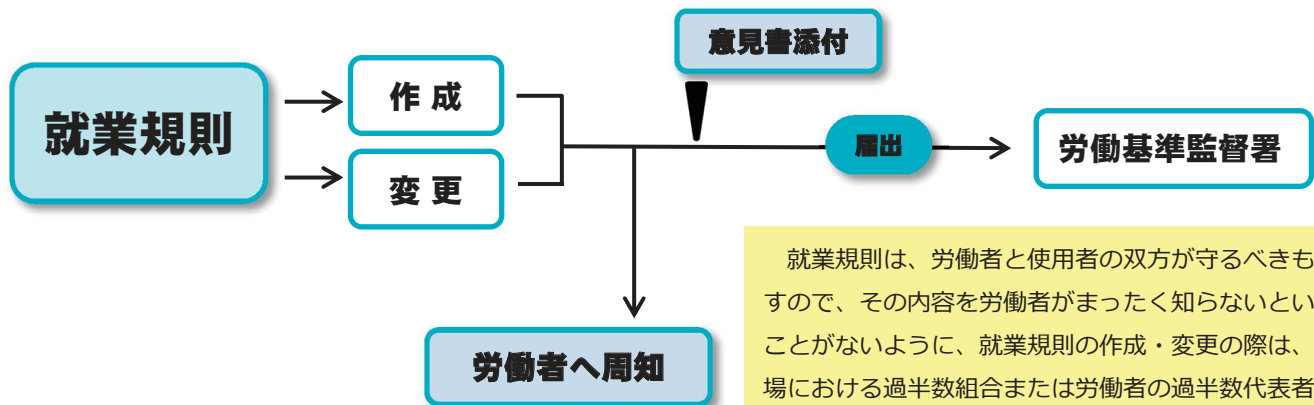 意見書添付
就業規則
作 成
変 更
届出
労働基準監督署
労働者へ周知
就業規則は、労働者と使用者の双方が守るべきも
すので、その内容を労働者がまったく知らないとい
ことがないように、就業規則の作成・変更の際は、
場における過半数組合または労働者の過半数代表者